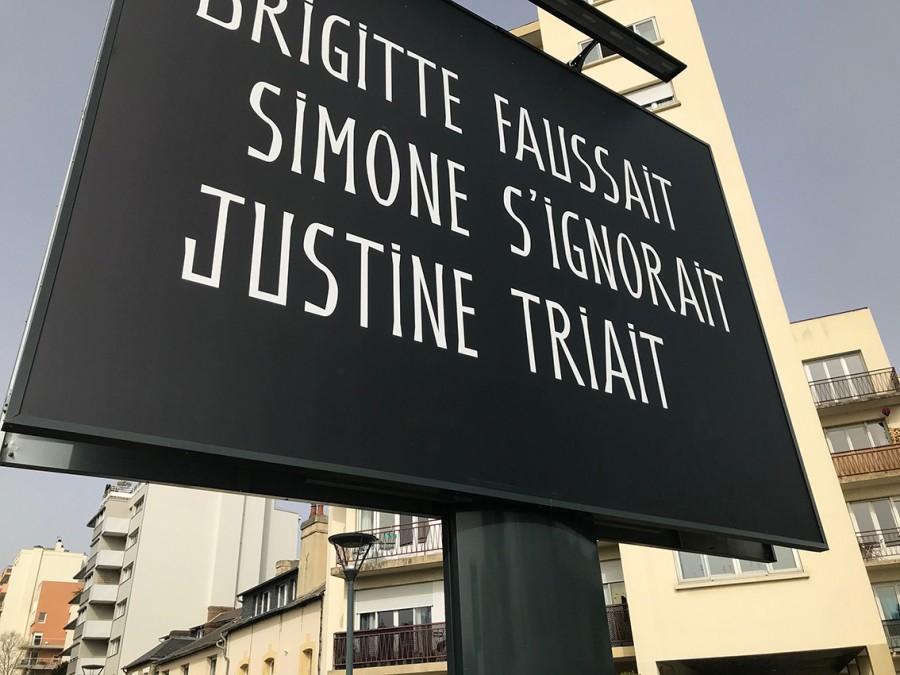 BRIGITTE FAUSSAIT
SIMONE S'IGNORAIT
JUSTINE TRIAIT